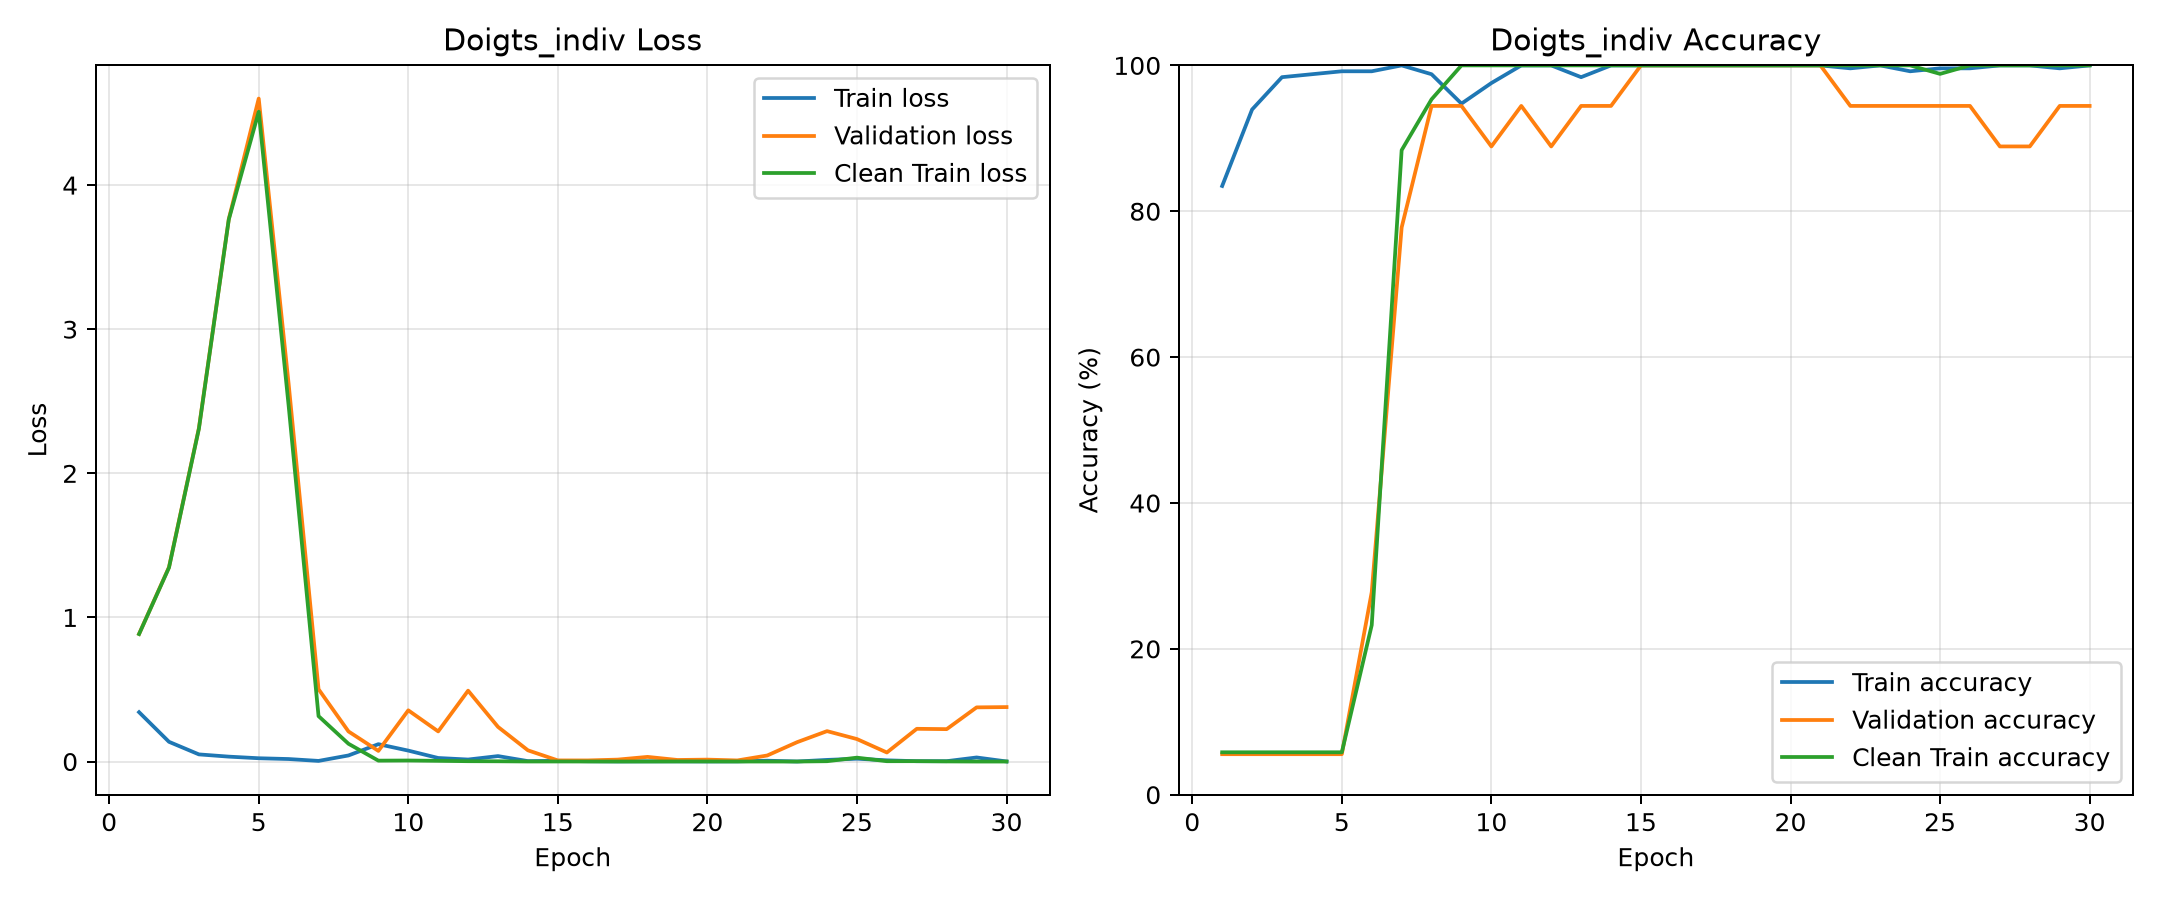 Doigts_indiv Loss
Train loss
Validation loss
Clean Train loss
4
3
2
1
0
Loss
0 5 10 15 20 25 30
Epoch
Doigts_indiv Accuracy
100
80
60
40
20
0
Accuracy (%)
Train accuracy
Validation accuracy
Clean Train accuracy
0 5 10 15 20 25 30
Epoch